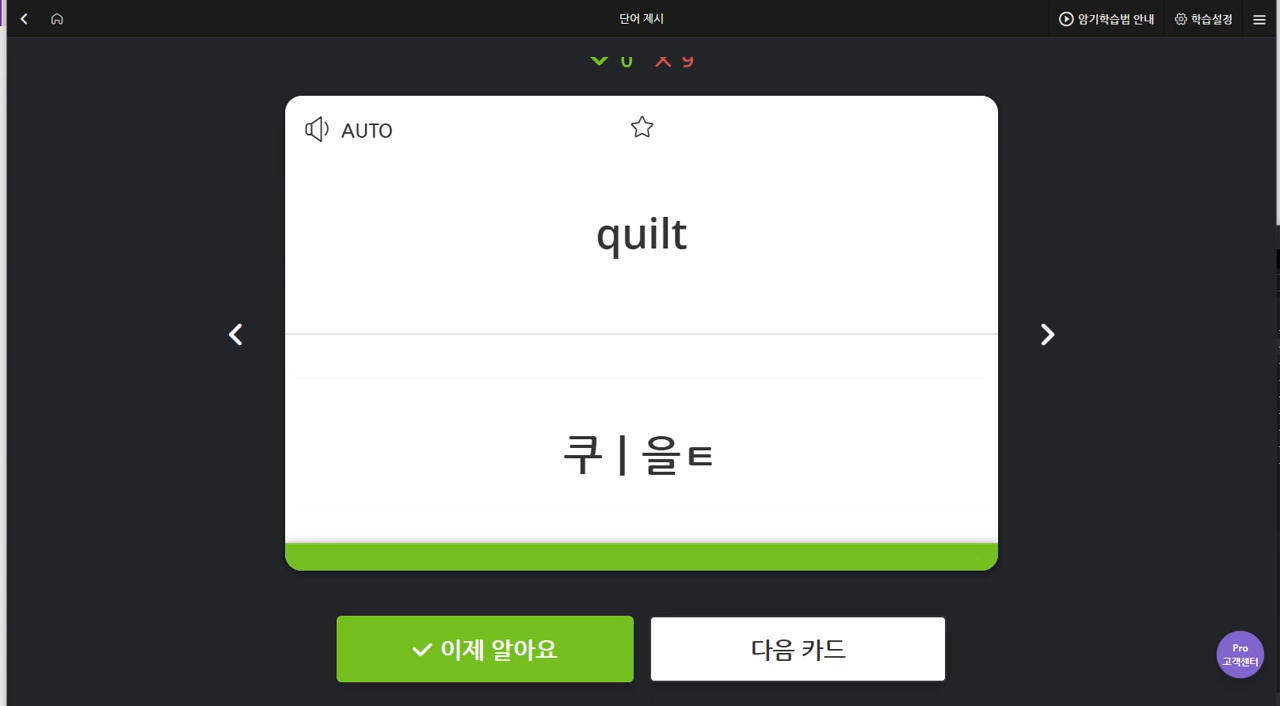 단어 제시
암기학습법 안내
학습설정
AUTO
quilt
쿠ㅣ을ㅌ
이제 알아요
다음 카드
Pro
고객센터